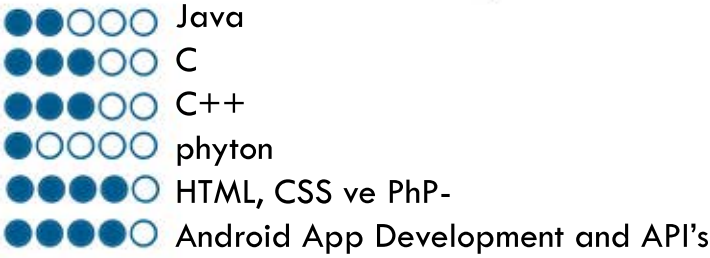 Java
C
C++
phyton
HTML, CSS ve PhP-
Android App Development and API's